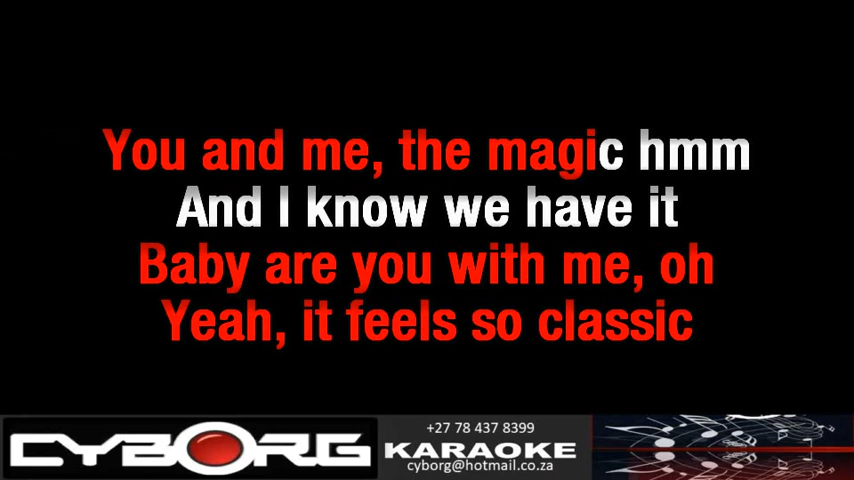 You and me, the magic hmm
And I know we have it
Baby are you with me, oh
Yeah, it feels so classic
CYBORG
+27 78 437 8399
KARAOKE
cyborg@hotmail.co.za